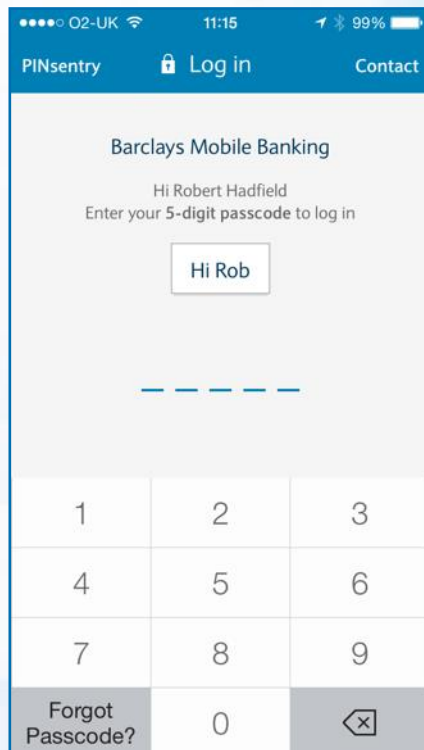 O2-UK 11:15 99%
PINsentry Log in Contact
Barclays Mobile Banking
Hi Robert Hadfield
Enter your 5-digit passcode to log in
Hi Rob
1 2 3
4 5 6
7 8 9
Forgot
Passcode? 0